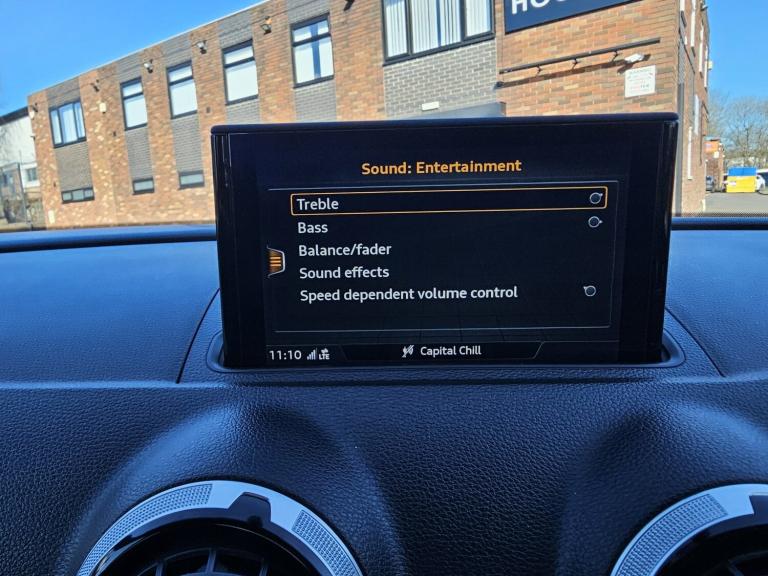 Sound: Entertainment
Treble
Bass
Balance/fader
Sound effects
Speed dependent volume control
11:10 LTE
Capital Chill